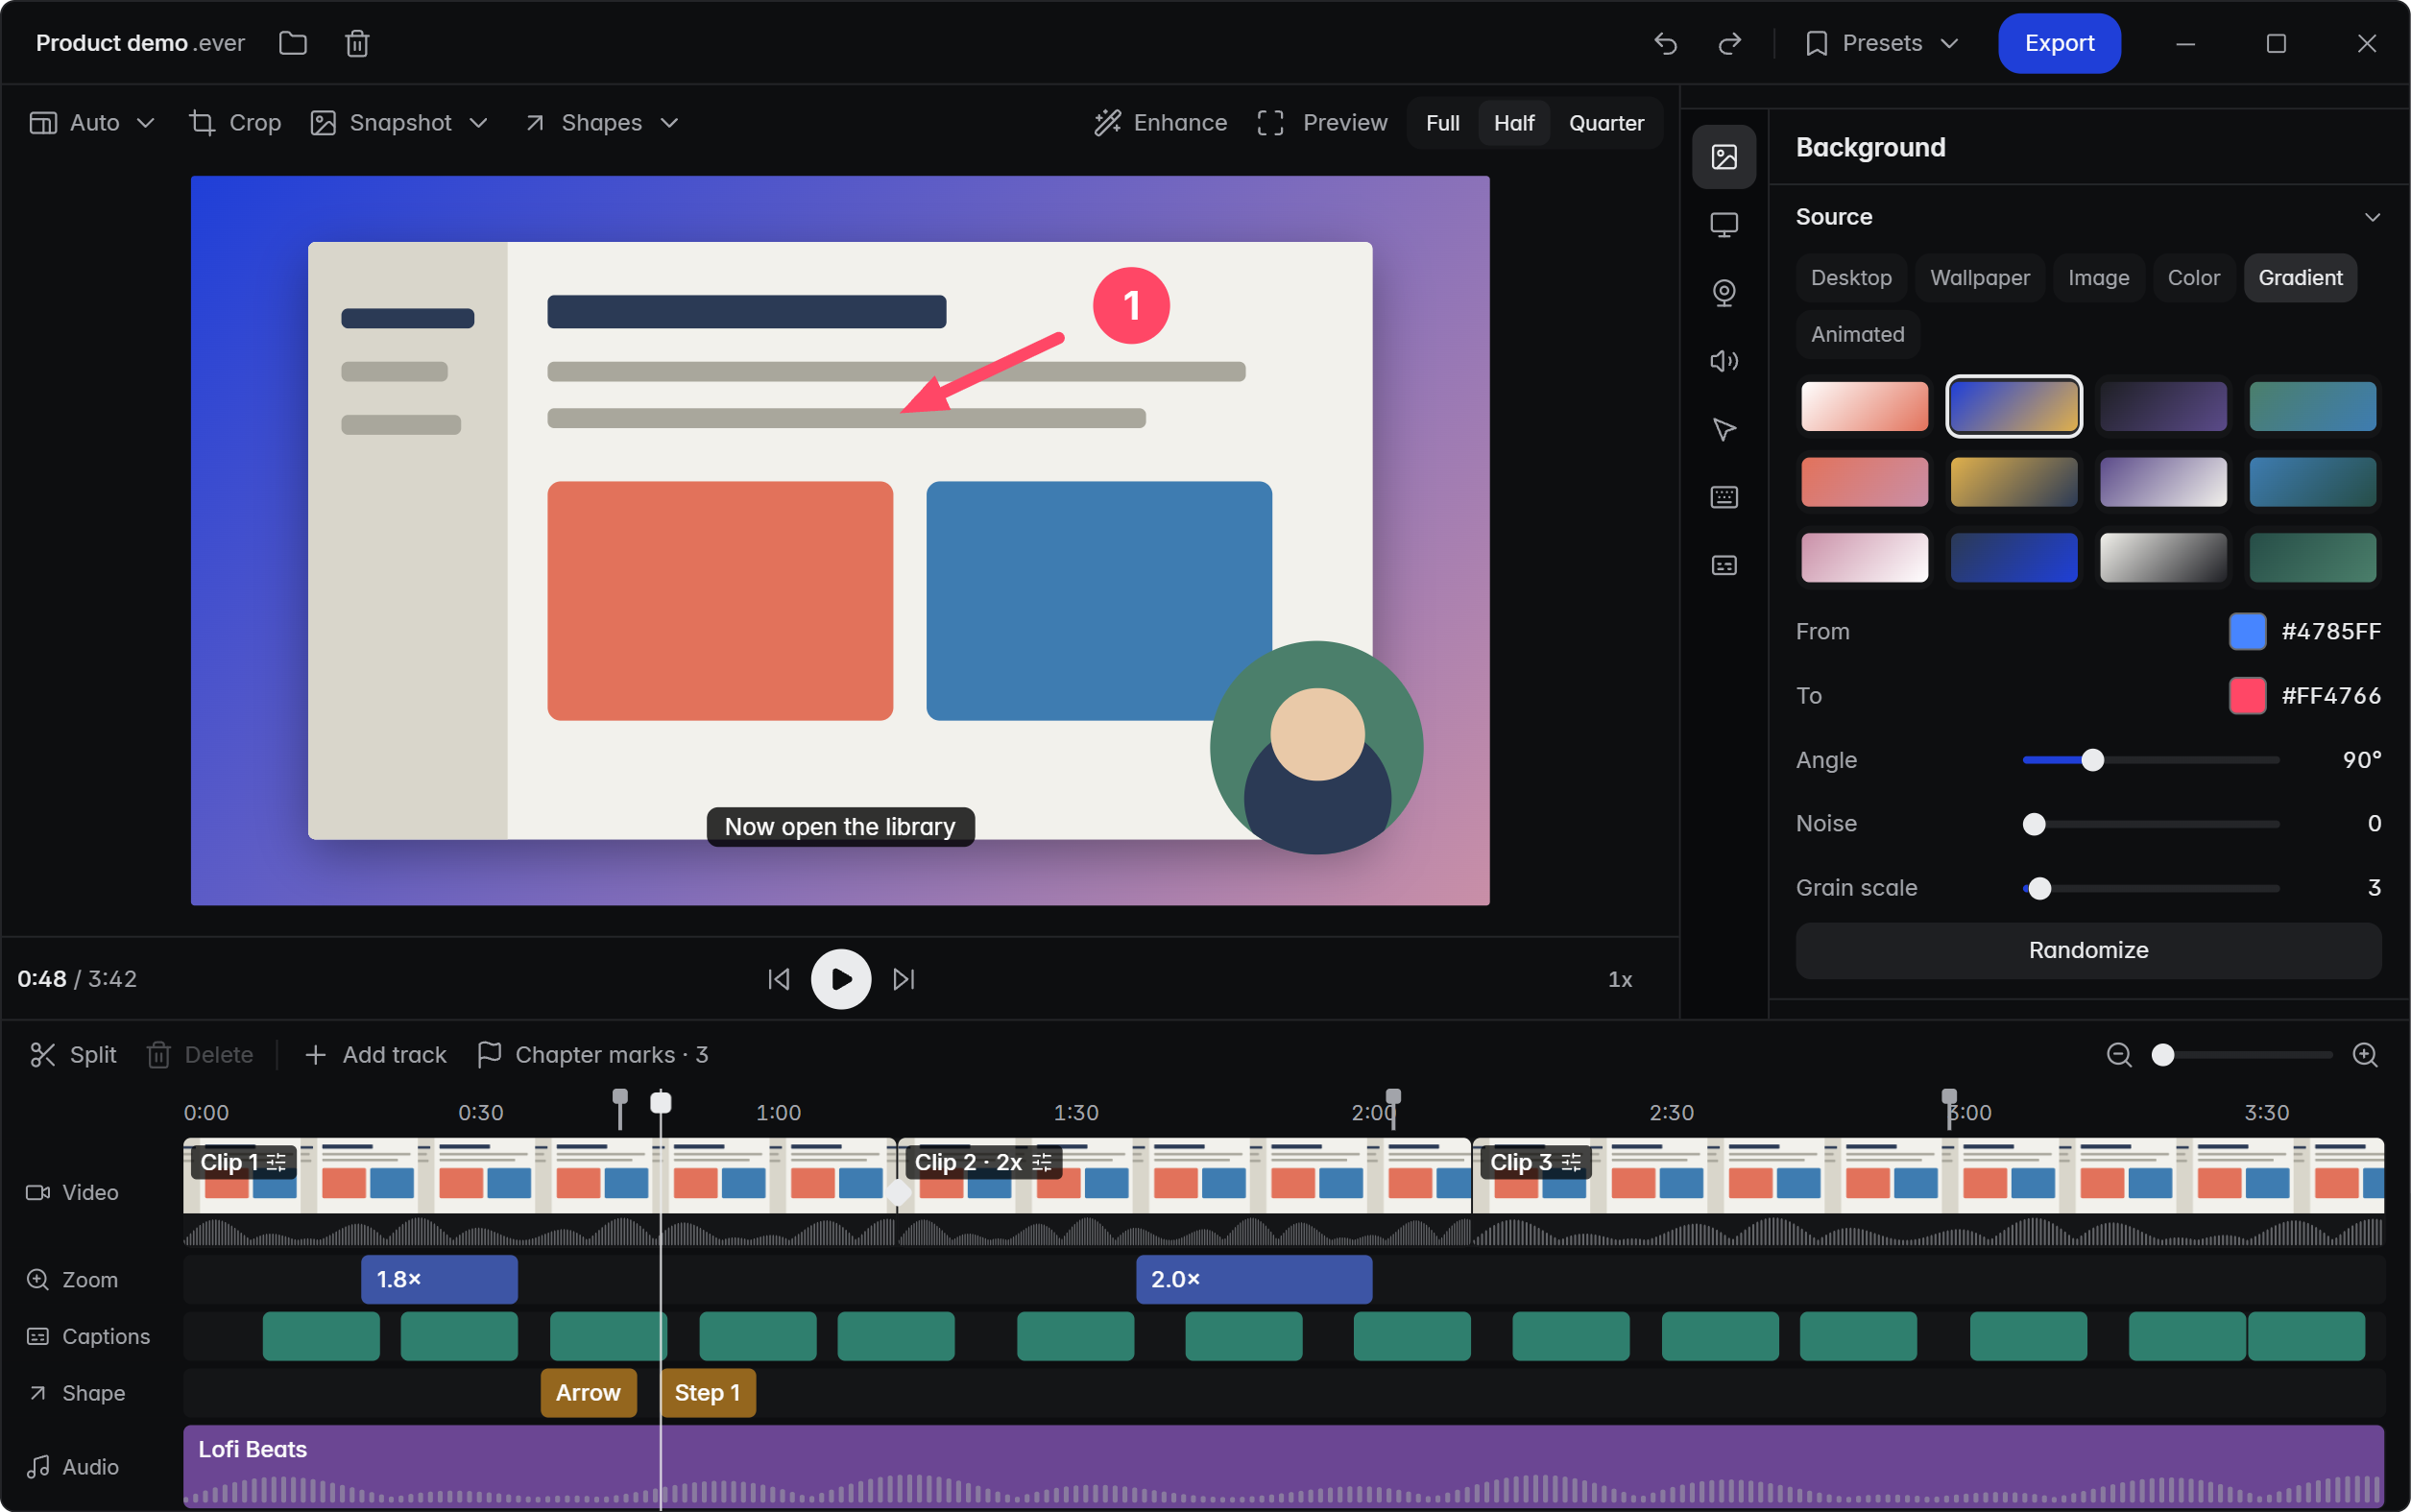 Product demo.ever
Presets
Export
Auto
Crop
Snapshot
Shapes
Enhance
Preview
Full
Half
Quarter
1
Now open the library
Background
Source
Desktop
Wallpaper
Image
Color
Gradient
Animated
From
#4785FF
To
#FF4766
Angle
90°
Noise
0
Grain scale
3
Randomize
0:48 / 3:42
1x
Split
Delete
Add track
Chapter marks · 3
0:00
0:30
1:00
1:30
2:00
2:30
3:00
3:30
Video
Clip 1
Clip 2 · 2x
Clip 3
Zoom
1.8×
2.0×
Captions
Shape
Arrow
Step 1
Audio
Lofi Beats